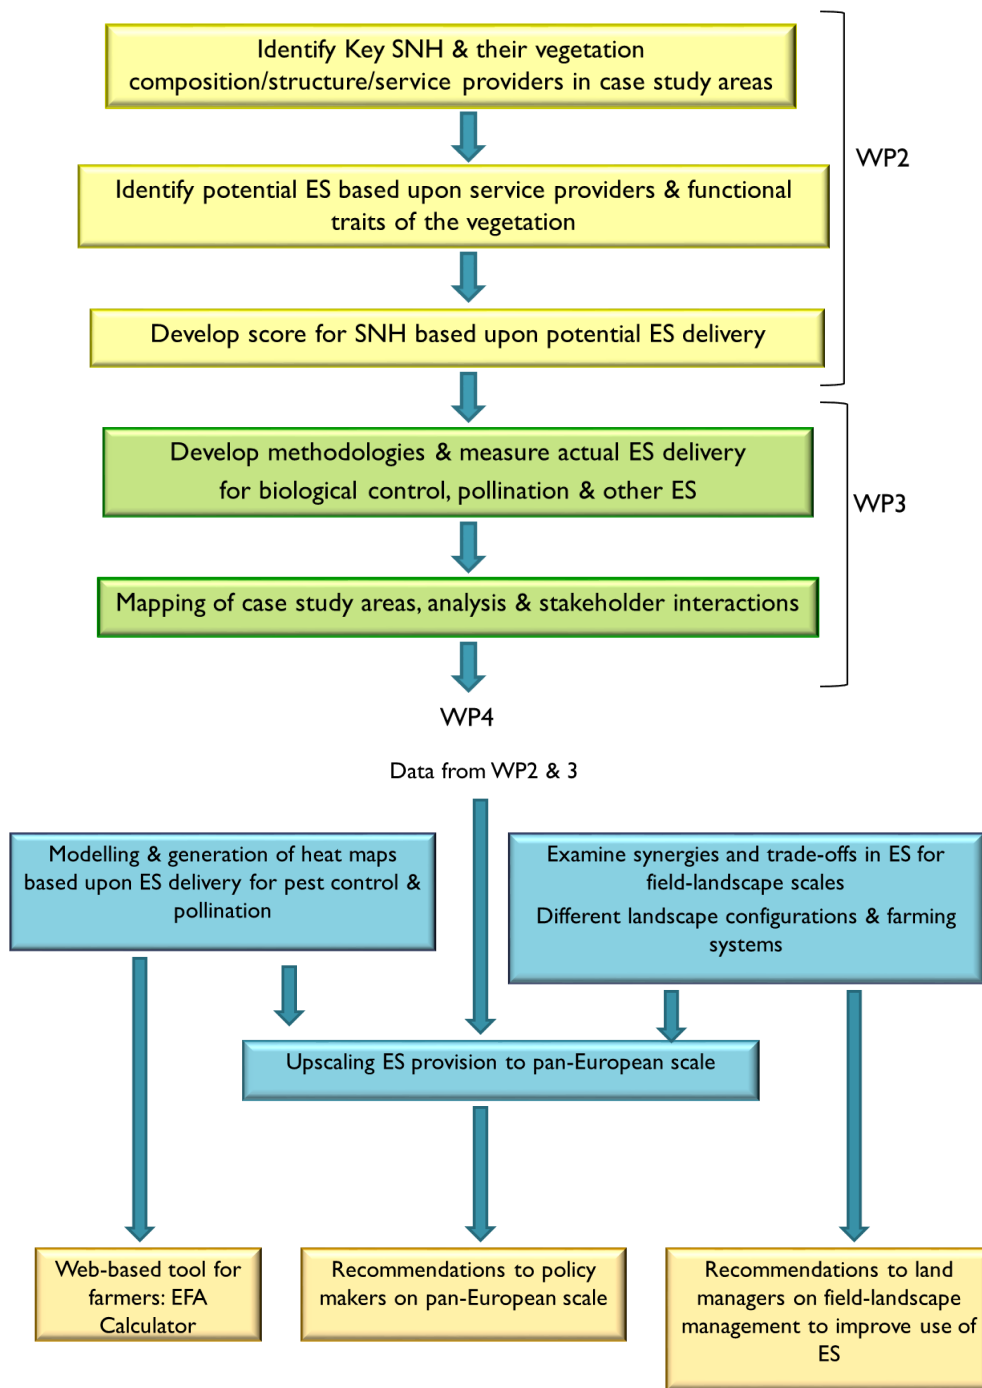 Identify Key SNH & their vegetation
composition/structure/service providers in case study areas
WP2
Identify potential ES based upon service providers & functional
traits of the vegetation
Develop score for SNH based upon potential ES delivery
Develop methodologies & measure actual ES delivery
for biological control, pollination & other ES
WP3
Mapping of case study areas, analysis & stakeholder interactions
WP4
Data from WP2 & 3
Modelling & generation of heat maps
based upon ES delivery for pest control &
pollination
Examine synergies and trade-offs in ES for
field-landscape scales
Different landscape configurations & farming
systems
Upscaling ES provision to pan-European scale
Web-based tool for
farmers: EFA
Calculator
Recommendations to policy
makers on pan-European scale
Recommendations to land
managers on field-landscape
management to improve use of
ES